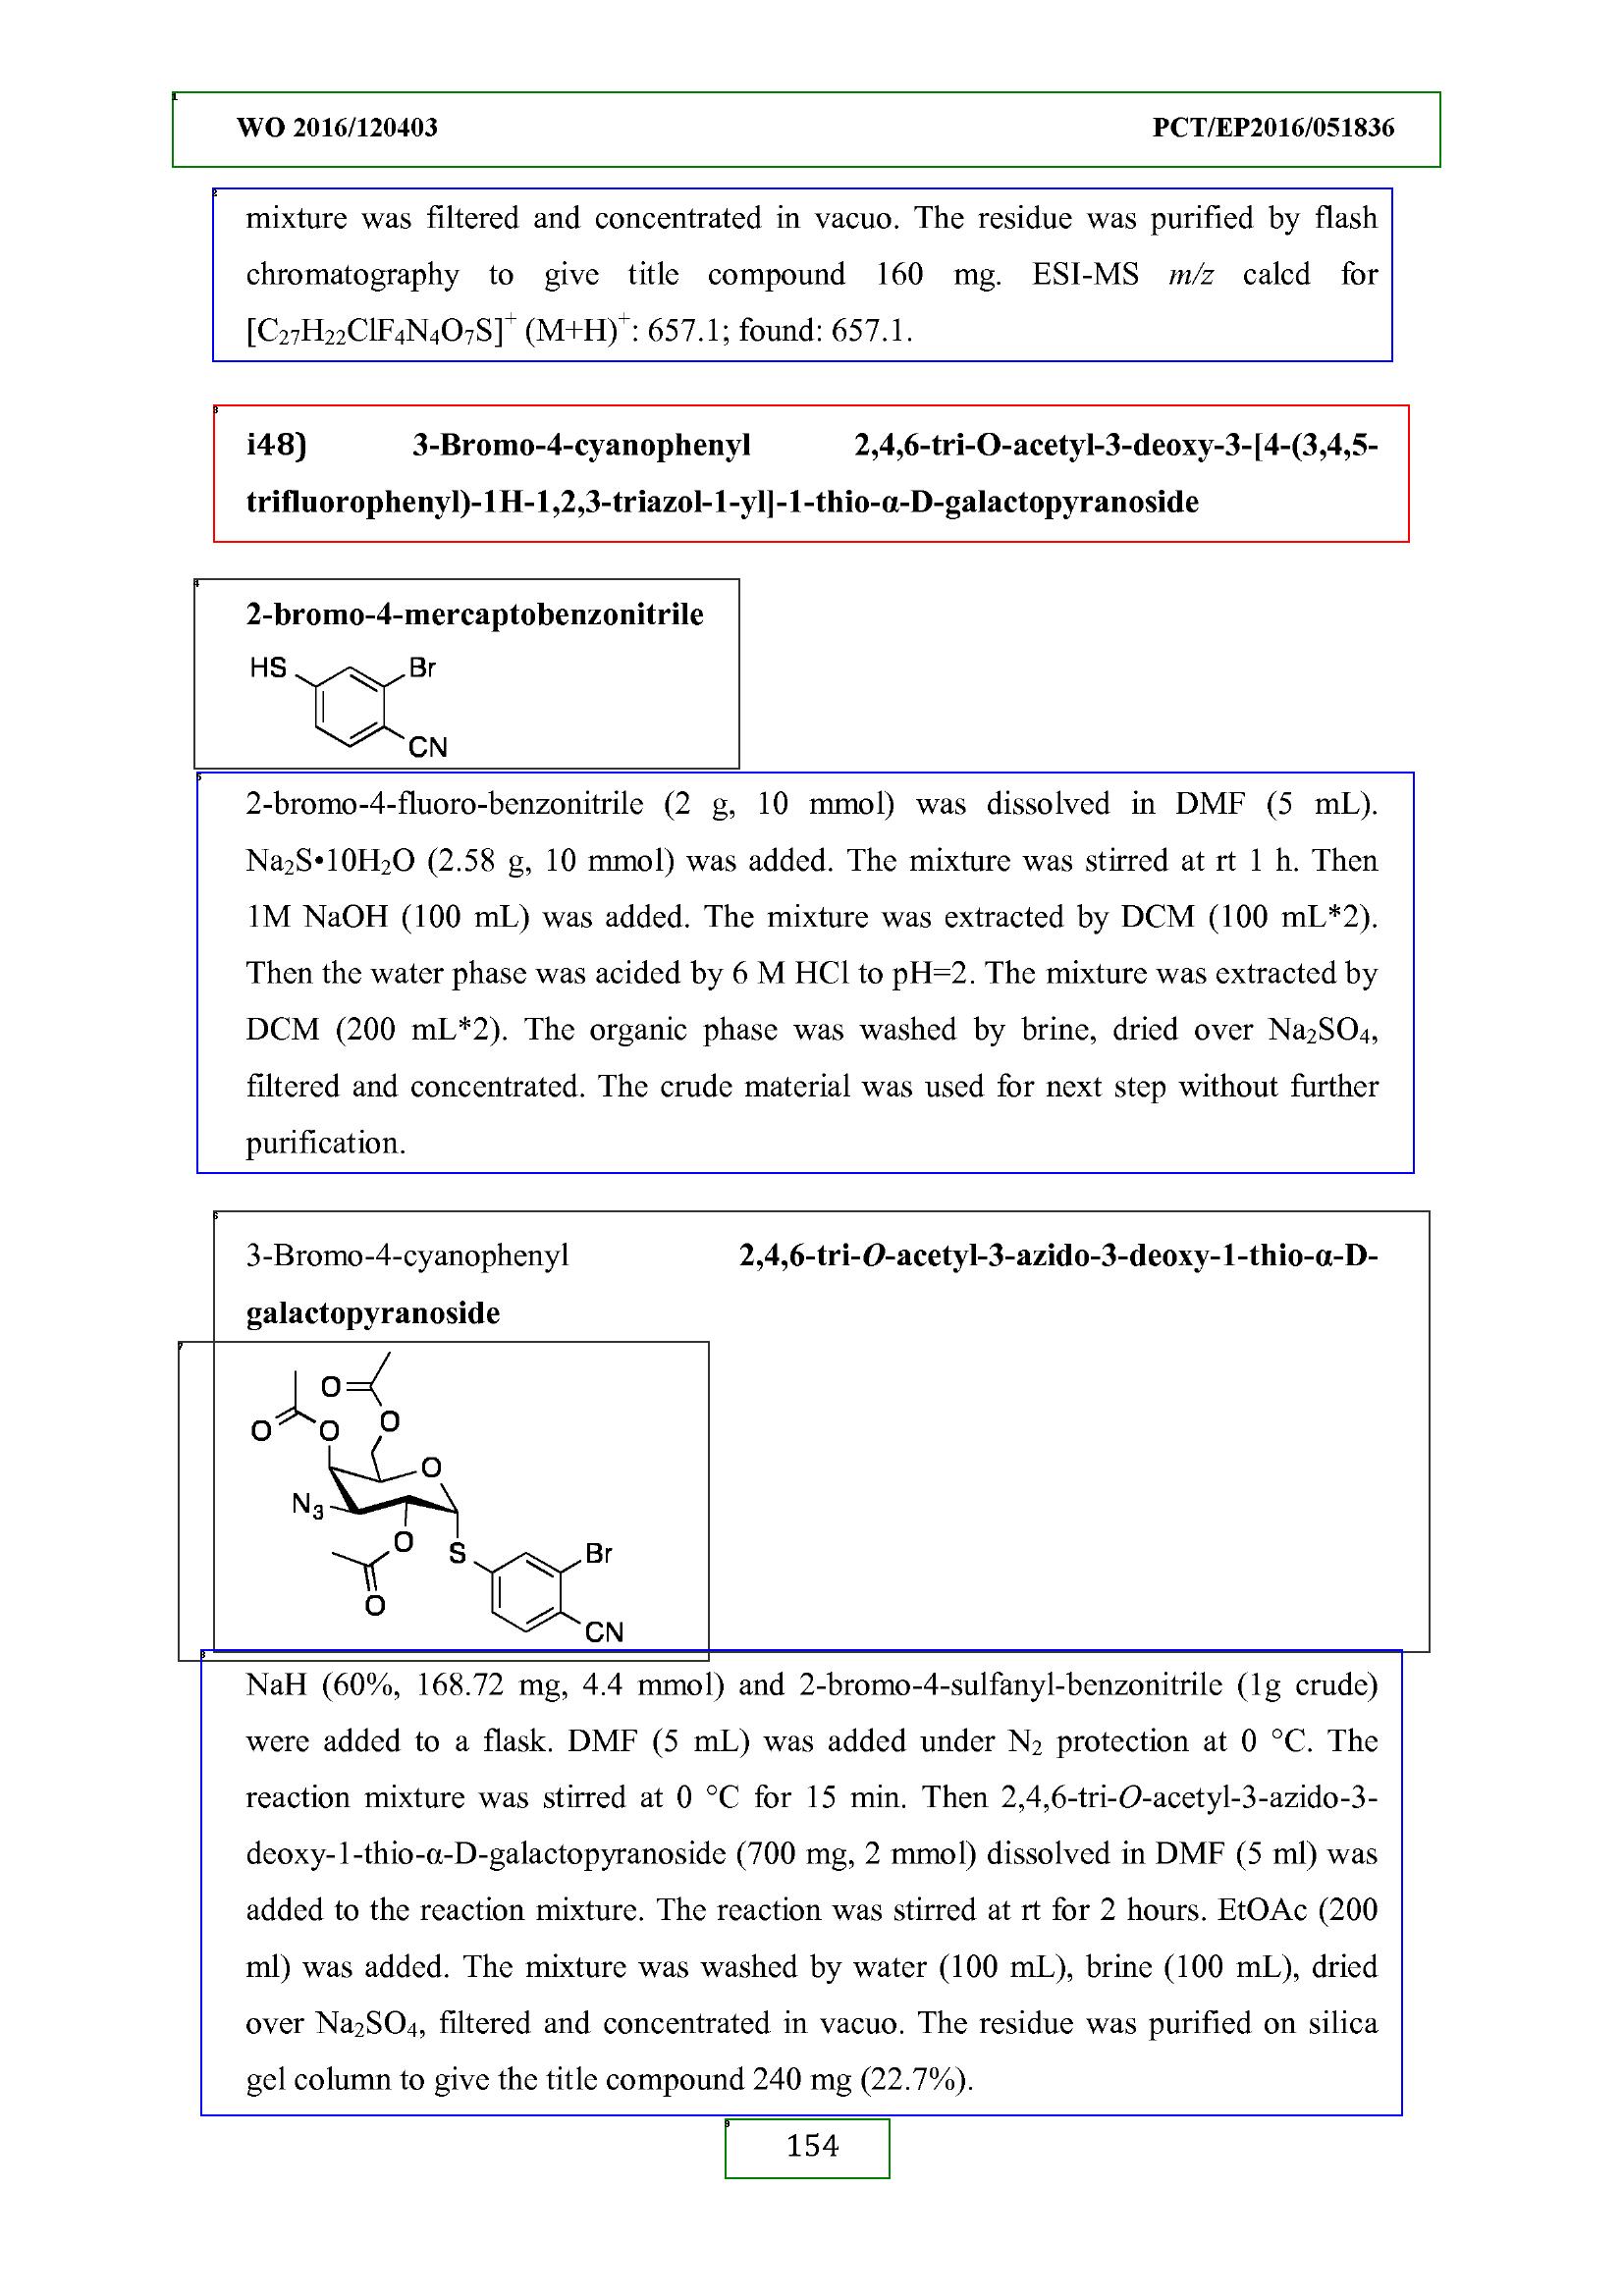 WO 2016/120403 PCT/EP2016/051836
mixture was filtered and concentrated in vacuo. The residue was purified by flash
chromatography to give title compound 160 mg. ESI-MS m/z calcd for
[C₂₇H₂₂ClF₄N₄O₇S]⁺ (M+H)⁺: 657.1; found: 657.1.
i48) 3-Bromo-4-cyanophenyl 2,4,6-tri-O-acetyl-3-deoxy-3-[4-(3,4,5-
trifluorophenyl)-1H-1,2,3-triazol-1-yl]-1-thio-α-D-galactopyranoside
2-bromo-4-mercaptobenzonitrile
HS Br
CN
2-bromo-4-fluoro-benzonitrile (2 g, 10 mmol) was dissolved in DMF (5 mL).
Na₂S•10H₂O (2.58 g, 10 mmol) was added. The mixture was stirred at rt 1 h. Then
1M NaOH (100 mL) was added. The mixture was extracted by DCM (100 mL*2).
Then the water phase was acided by 6 M HCl to pH=2. The mixture was extracted by
DCM (200 mL*2). The organic phase was washed by brine, dried over Na₂SO₄,
filtered and concentrated. The crude material was used for next step without further
purification.
3-Bromo-4-cyanophenyl 2,4,6-tri-O-acetyl-3-azido-3-deoxy-1-thio-α-D-
galactopyranoside
O
O
O O
O
N₃
O S Br
O
CN
NaH (60%, 168.72 mg, 4.4 mmol) and 2-bromo-4-sulfanyl-benzonitrile (1g crude)
were added to a flask. DMF (5 mL) was added under N₂ protection at 0 °C. The
reaction mixture was stirred at 0 °C for 15 min. Then 2,4,6-tri-O-acetyl-3-azido-3-
deoxy-1-thio-α-D-galactopyranoside (700 mg, 2 mmol) dissolved in DMF (5 ml) was
added to the reaction mixture. The reaction was stirred at rt for 2 hours. EtOAc (200
ml) was added. The mixture was washed by water (100 mL), brine (100 mL), dried
over Na₂SO₄, filtered and concentrated in vacuo. The residue was purified on silica
gel column to give the title compound 240 mg (22.7%).
154